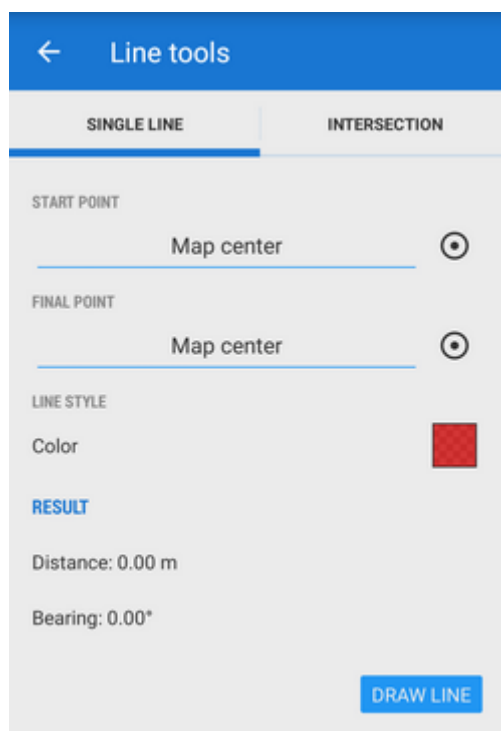 Line tools
SINGLE LINE
INTERSECTION
START POINT
Map center
FINAL POINT
Map center
LINE STYLE
Color
RESULT
Distance: 0.00 m
Bearing: 0.00°
DRAW LINE